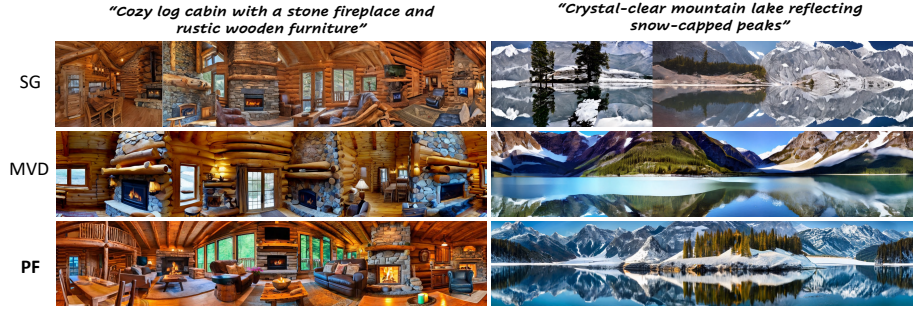 “Cozy log cabin with a stone fireplace and
rustic wooden furniture”
“Crystal-clear mountain lake reflecting
snow-capped peaks”
SG
MVD
PF